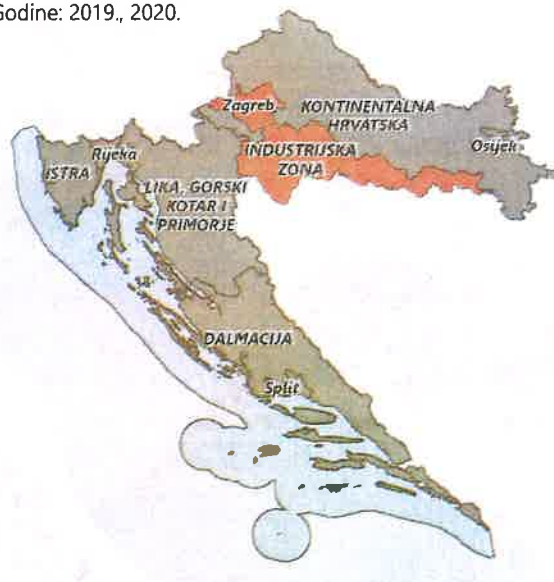 Godine: 2019., 2020.
Zagreb
KONTINENTALNA
HRVATSKA
INDUSTRIJSKA
ZONA
Osijek
Rijeka
ISTRA
LIKA, GORSKI
KOTAR I
PRIMORJE
DALMACIJA
Split